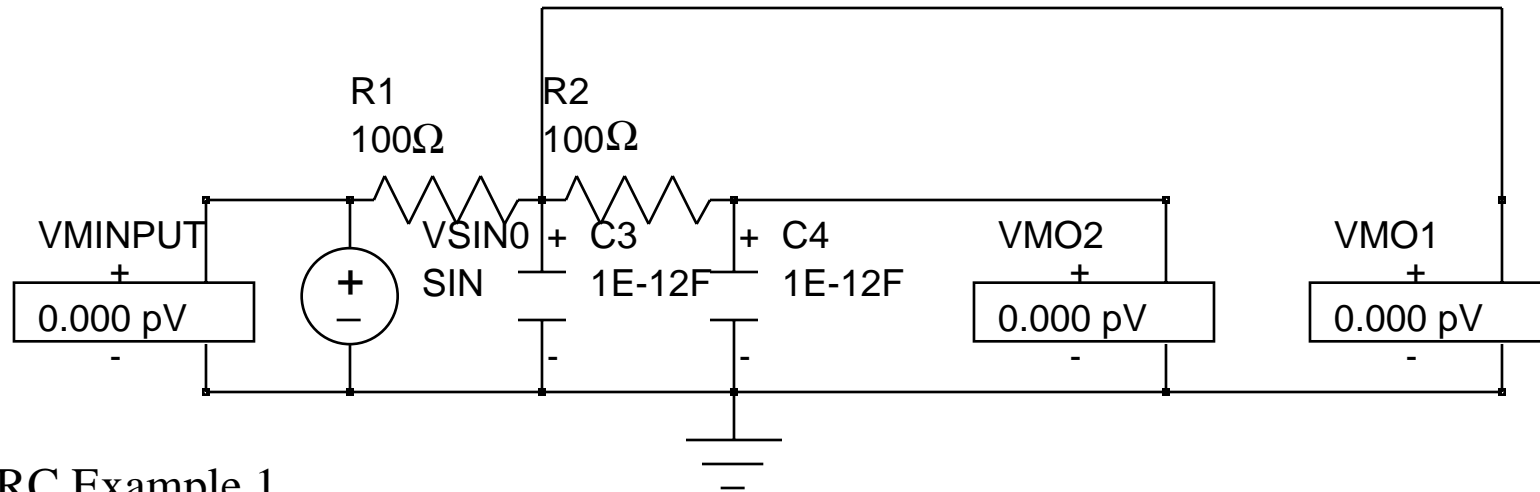 R1
100Ω
R2
100Ω
VMINPUT
+
0.000 pV
-
+
–
VSIN0
SIN
+
C3
1E-12F
-
+
C4
1E-12F
-
VMO2
+
0.000 pV
-
VMO1
+
0.000 pV
-
RC Example 1